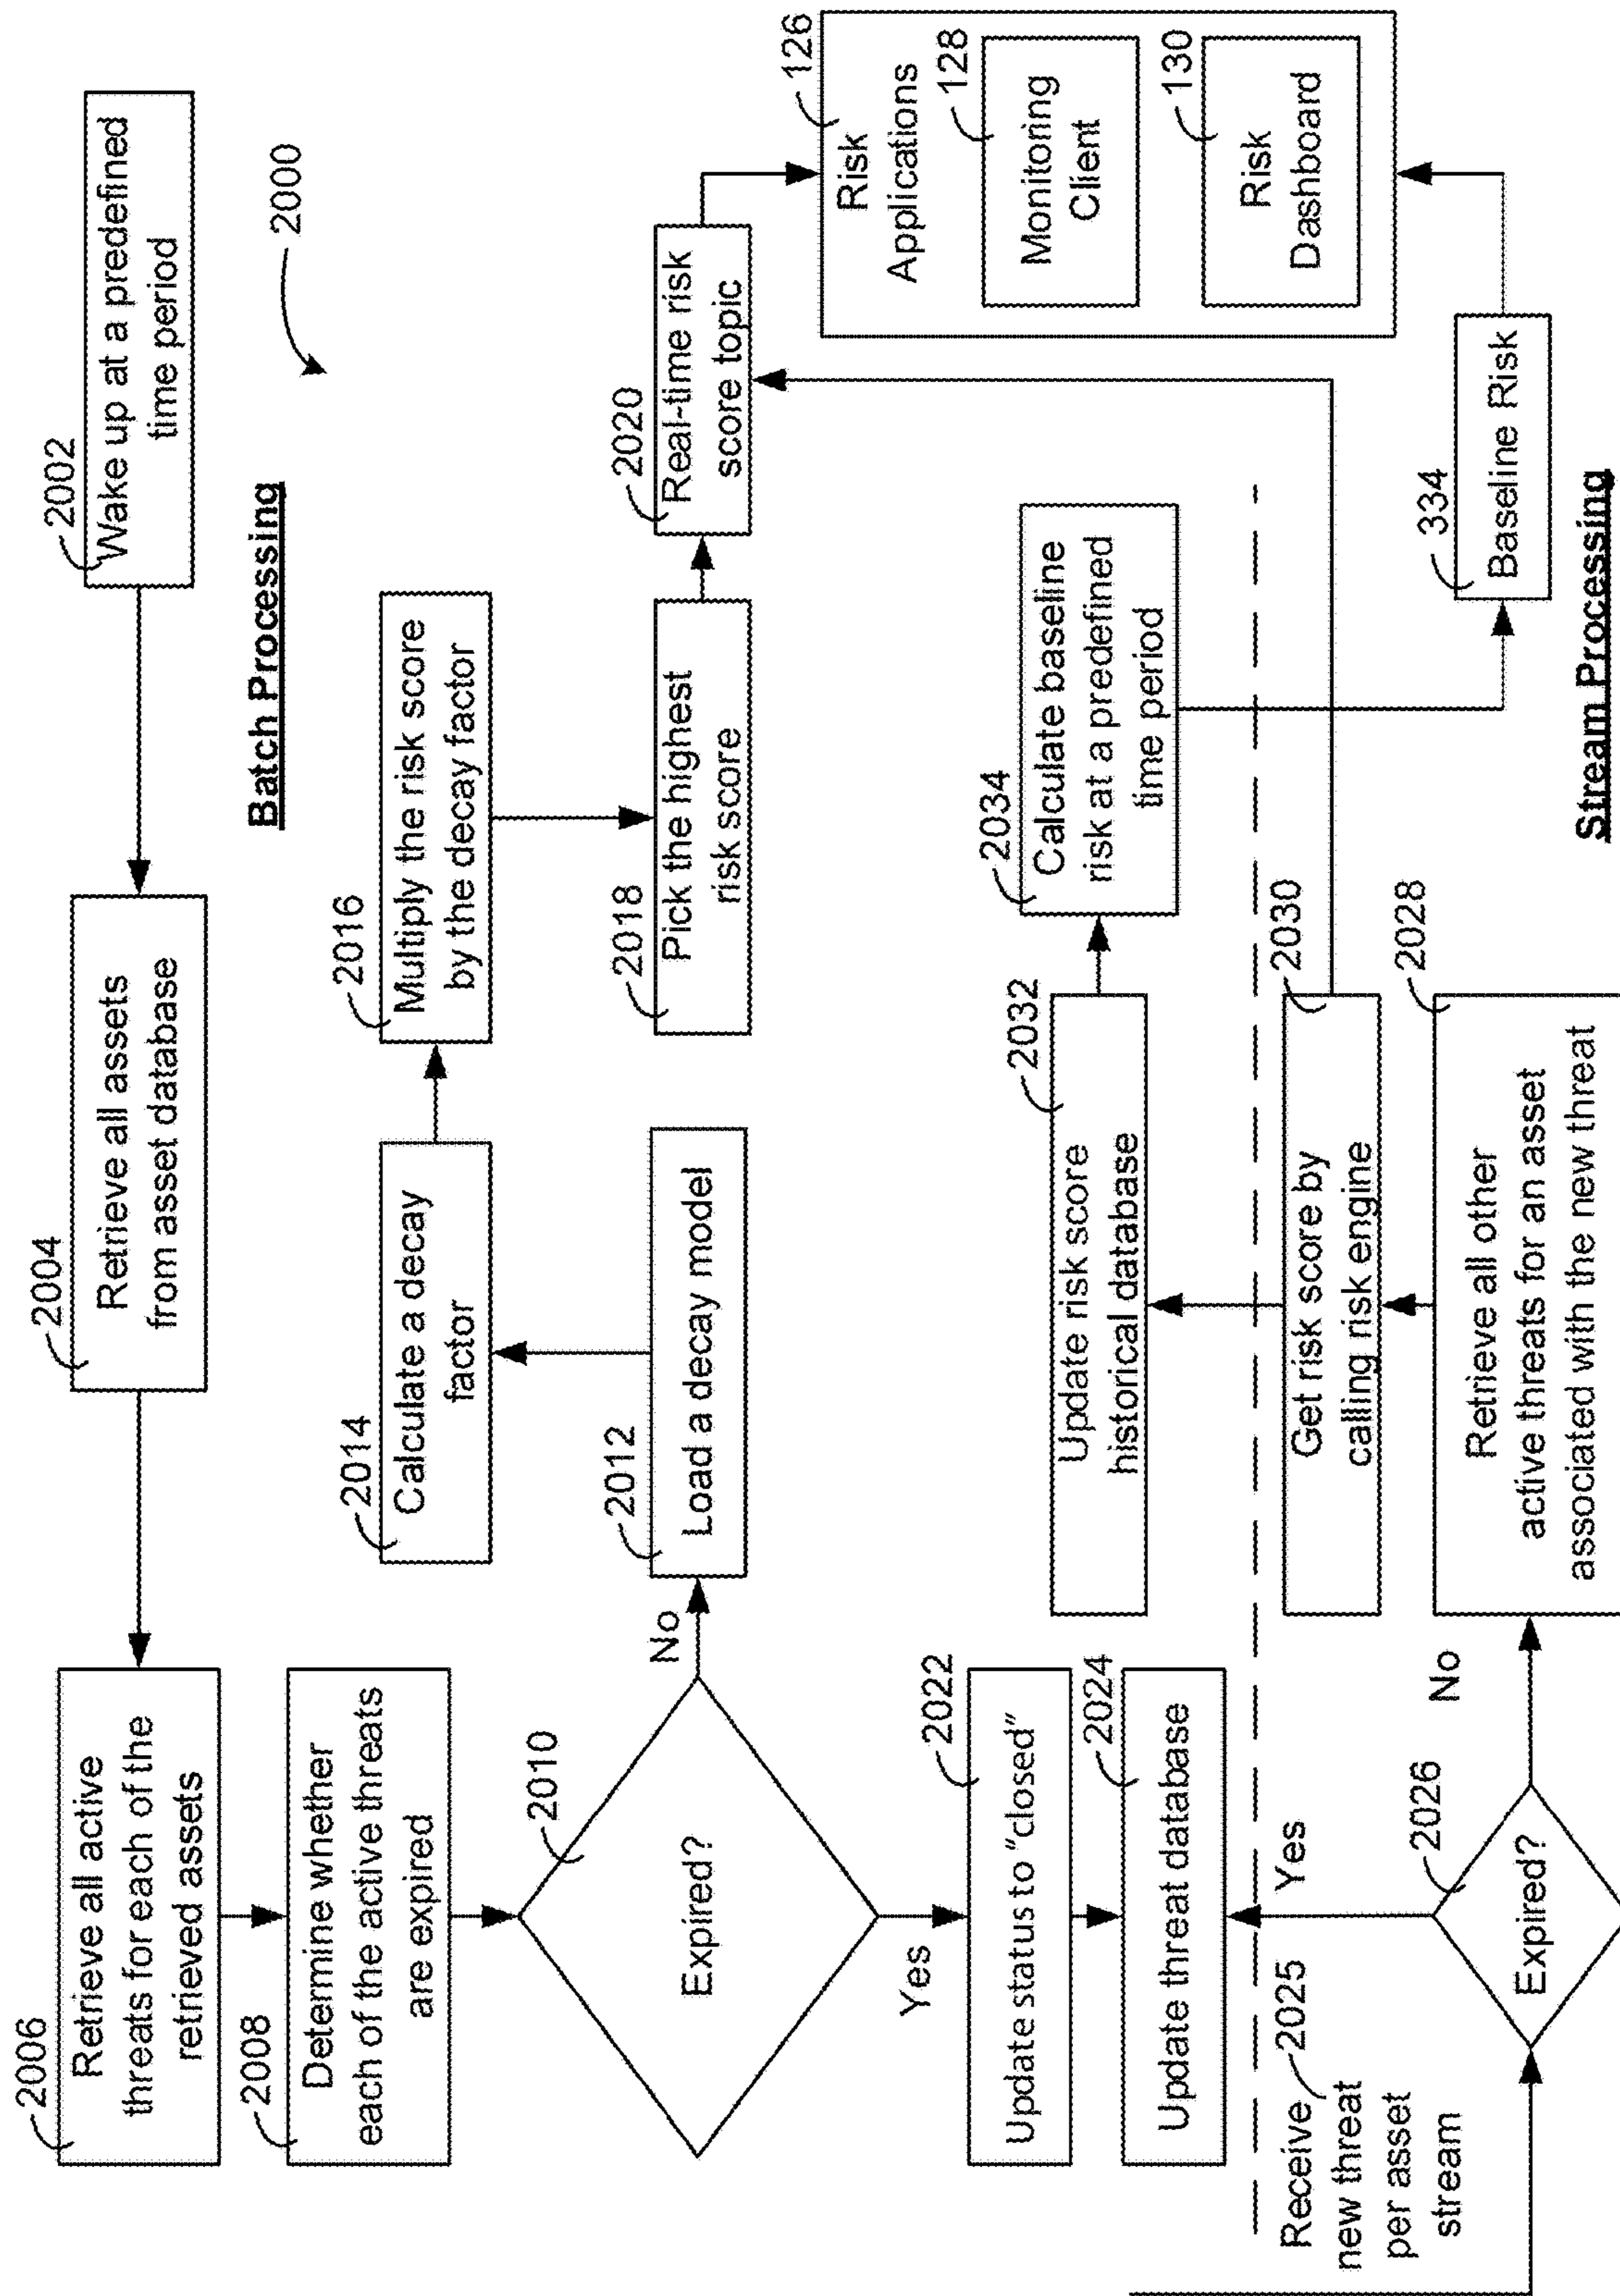 2000
2002
Wake up at a predefined
time period
Batch Processing
2004
Retrieve all assets
from asset database
2006
Retrieve all active
threats for each of the
retrieved assets
2008
Determine whether
each of the active threats
are expired
2010
Expired?
No
Yes
2012
Load a decay model
2014
Calculate a decay
factor
2016
Multiply the risk score
by the decay factor
2018
Pick the highest
risk score
2020
Real-time risk
score topic
126
Risk
Applications
128
Monitoring
Client
130
Risk
Dashboard
2022
Update status to "closed"
2024
Update threat database
2032
Update risk score
historical database
2034
Calculate baseline
risk at a predefined
time period
Receive 2025
new threat
per asset
stream
2026
Expired?
Yes
No
2028
Retrieve all other
active threats for an asset
associated with the new threat
2030
Get risk score by
calling risk engine
334
Baseline Risk
Stream Processing